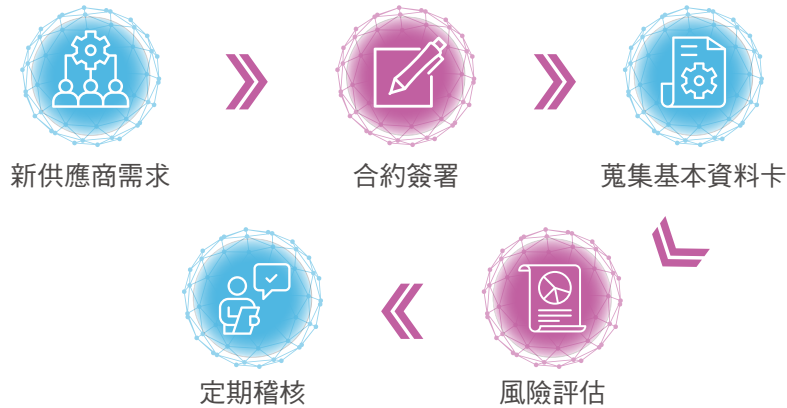 新供應商需求
合約簽署
蒐集基本資料卡
風險評估
定期稽核